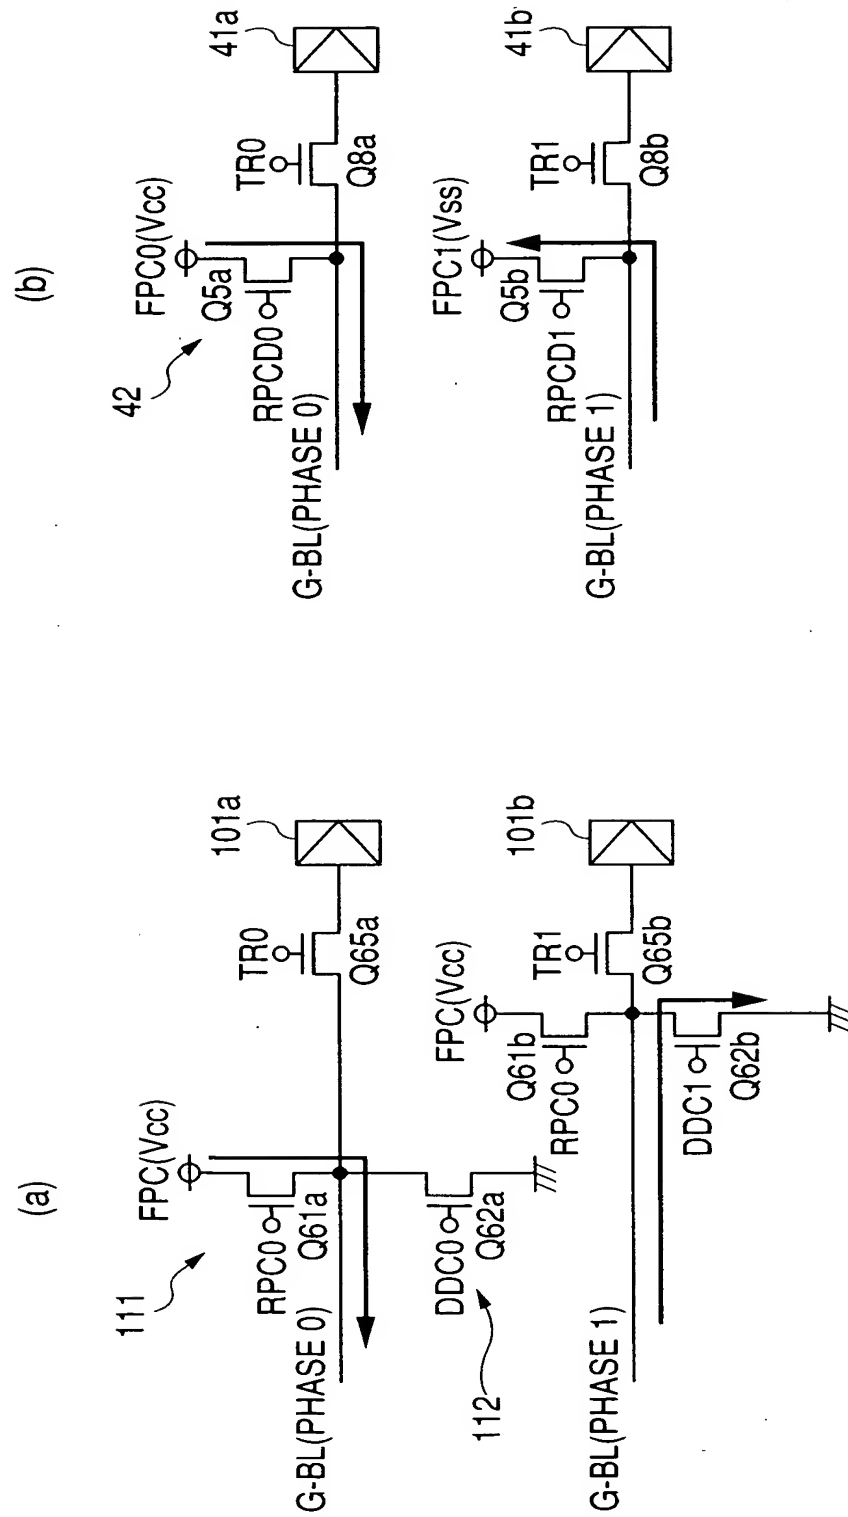 (a)
111
FPC(Vcc)
RPC0
Q61a
TR0
Q65a
101a
G-BL(PHASE 0)
DDC0
Q62a
112
FPC(Vcc)
Q61b
RPC0
TR1
Q65b
101b
G-BL(PHASE 1)
DDC1
Q62b
(b)
42
FPC0(Vcc)
Q5a
RPCD0
TR0
Q8a
41a
G-BL(PHASE 0)
FPC1(Vss)
Q5b
RPCD1
TR1
Q8b
41b
G-BL(PHASE 1)